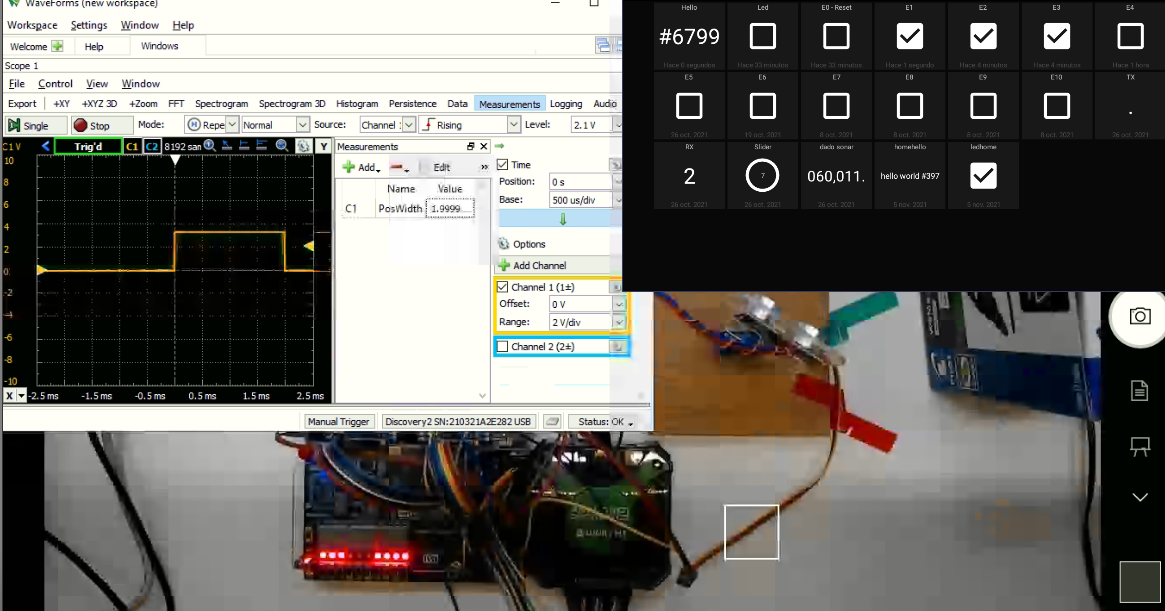 WaveForms (new workspace)
Workspace Settings Window Help
Welcome Help Windows
Scope 1
File Control View Window
Export +XY +XYZ 3D +Zoom FFT Spectrogram Spectrogram 3D Histogram Persistence Data Measurements Logging Audio
Single Stop Mode: Repe Normal Source: Channel Rising Level: 2.1 V
C1 V Trig'd C1 C2 8192 sam Y
10
8
6
4
2
0
-2
-4
-6
-8
-10
X -2.5 ms -1.5 ms -0.5 ms 0.5 ms 1.5 ms 2.5 ms
Measurements
Add Edit
Name Value
C1 PosWidth 1.9999
Time
Position: 0 s
Base: 500 us/div
Options
Add Channel
Channel 1 (1±)
Offset: 0 V
Range: 2 V/div
Channel 2 (2±)
Manual Trigger Discovery2 SN:210321A2E282 USB Status: OK
Hello Led E0 - Reset E1 E2 E3 E4
#6799
Hace 0 segundos Hace 33 minutos Hace 32 minutos Hace 1 segundo Hace 4 minutos Hace 4 minutos Hace 1 hora
E5 E6 E7 E8 E9 E10 TX
.
26 oct. 2021 19 oct. 2021 8 oct. 2021 8 oct. 2021 8 oct. 2021 8 oct. 2021 26 oct. 2021
RX Slider dado sonar homehello ledhome
2 7 060,011. hello world #397
26 oct. 2021 26 oct. 2021 26 oct. 2021 5 nov. 2021 5 nov. 2021